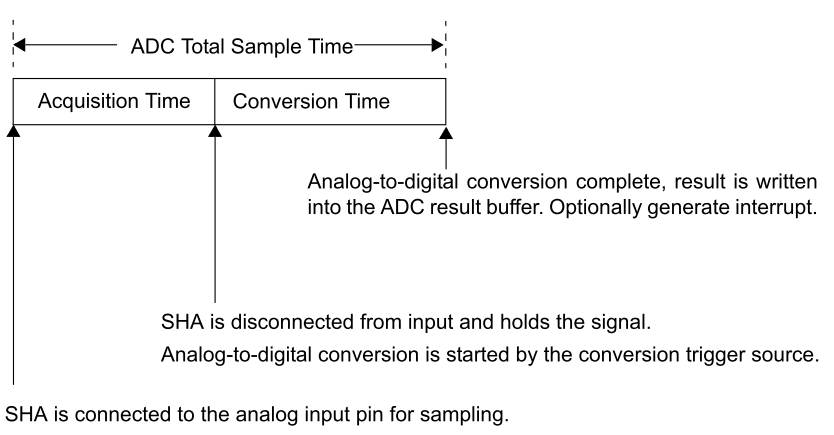 ADC Total Sample Time
Acquisition Time
Conversion Time
Analog-to-digital conversion complete, result is written
into the ADC result buffer. Optionally generate interrupt.
SHA is disconnected from input and holds the signal.
Analog-to-digital conversion is started by the conversion trigger source.
SHA is connected to the analog input pin for sampling.